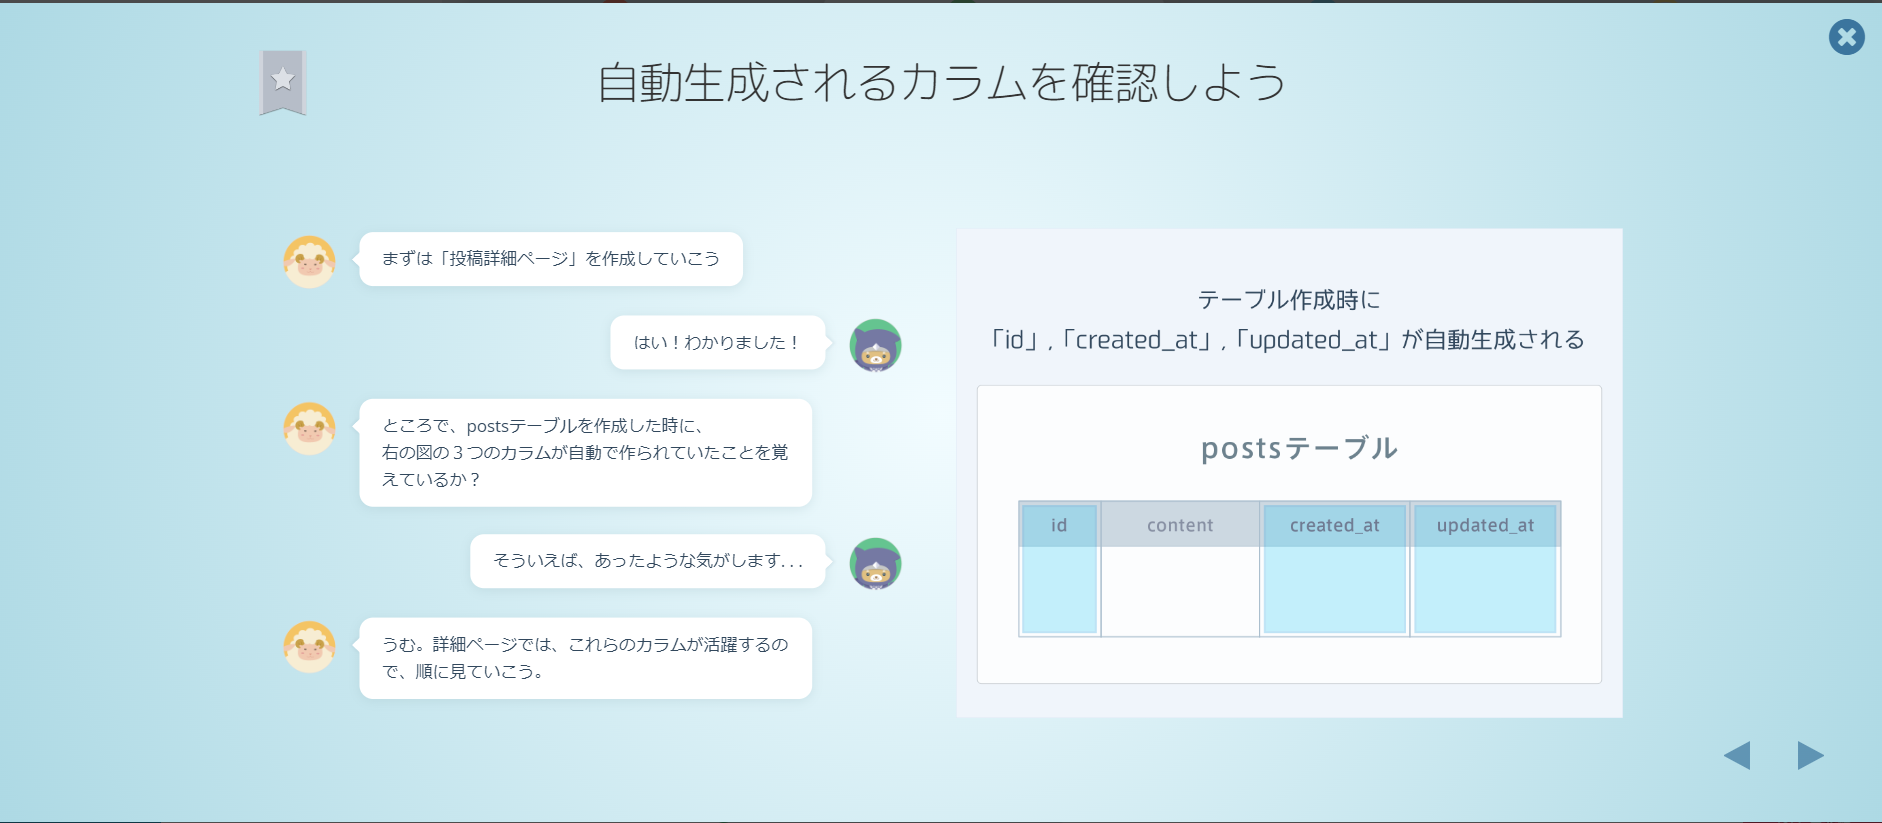 自動生成されるカラムを確認しよう
まずは「投稿詳細ページ」を作成していこう
はい！わかりました！
ところで、postsテーブルを作成した時に、
右の図の３つのカラムが自動で作られていたことを覚
えているか？
そういえば、あったような気がします...
うむ。詳細ページでは、これらのカラムが活躍するの
で、順に見ていこう。
テーブル作成時に
「id」,「created_at」,「updated_at」が自動生成される
postsテーブル
id content created_at updated_at